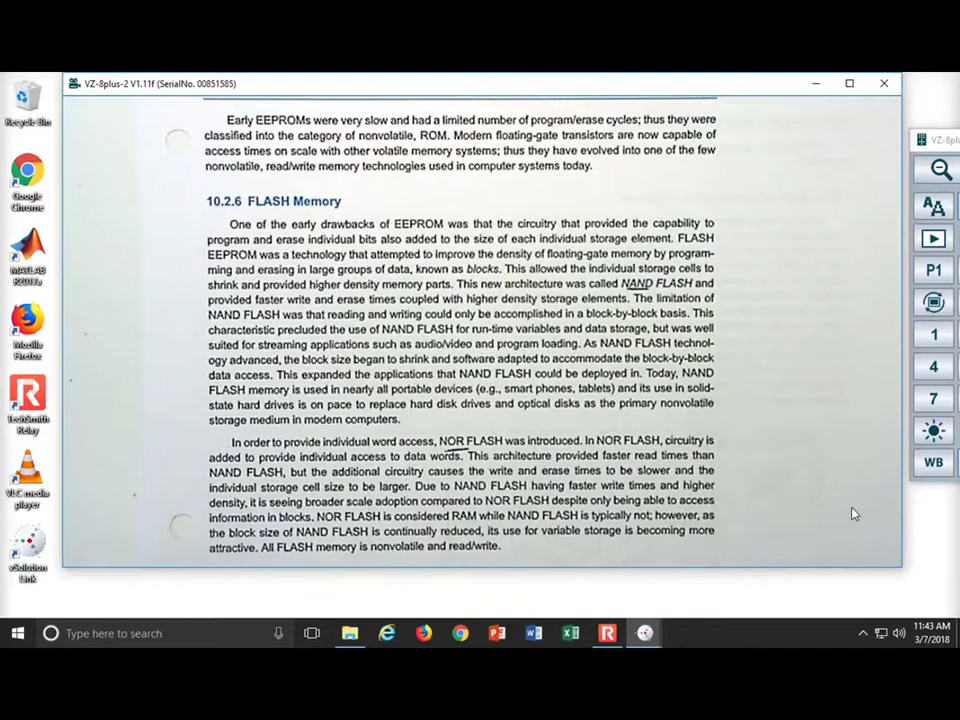 VZ-8plus-2 V1.11f (SerialNo. 00851585)
Early EEPROMs were very slow and had a limited number of program/erase cycles; thus they were
classified into the category of nonvolatile, ROM. Modern floating-gate transistors are now capable of
access times on scale with other volatile memory systems; thus they have evolved into one of the few
nonvolatile, read/write memory technologies used in computer systems today.
10.2.6 FLASH Memory
One of the early drawbacks of EEPROM was that the circuitry that provided the capability to
program and erase individual bits also added to the size of each individual storage element. FLASH
EEPROM was a technology that attempted to improve the density of floating-gate memory by program-
ming and erasing in large groups of data, known as blocks. This allowed the individual storage cells to
shrink and provided higher density memory parts. This new architecture was called NAND FLASH and
provided faster write and erase times coupled with higher density storage elements. The limitation of
NAND FLASH was that reading and writing could only be accomplished in a block-by-block basis. This
characteristic precluded the use of NAND FLASH for run-time variables and data storage, but was well
suited for streaming applications such as audio/video and program loading. As NAND FLASH technol-
ogy advanced, the block size began to shrink and software adapted to accommodate the block-by-block
data access. This expanded the applications that NAND FLASH could be deployed in. Today, NAND
FLASH memory is used in nearly all portable devices (e.g., smart phones, tablets) and its use in solid-
state hard drives is on pace to replace hard disk drives and optical disks as the primary nonvolatile
storage medium in modern computers.
In order to provide individual word access, NOR FLASH was introduced. In NOR FLASH, circuitry is
added to provide individual access to data words. This architecture provided faster read times than
NAND FLASH, but the additional circuitry causes the write and erase times to be slower and the
individual storage cell size to be larger. Due to NAND FLASH having faster write times and higher
density, it is seeing broader scale adoption compared to NOR FLASH despite only being able to access
information in blocks. NOR FLASH is considered RAM while NAND FLASH is typically not; however, as
the block size of NAND FLASH is continually reduced, its use for variable storage is becoming more
attractive. All FLASH memory is nonvolatile and read/write.
Recycle Bin
Google
Chrome
MATLAB
R2017a
Mozilla
Firefox
TechSmith
Relay
VLC media
player
vSolution
Link
VZ-8plu
AA
P1
1
4
7
WB
Type here to search
11:43 AM
3/7/2018